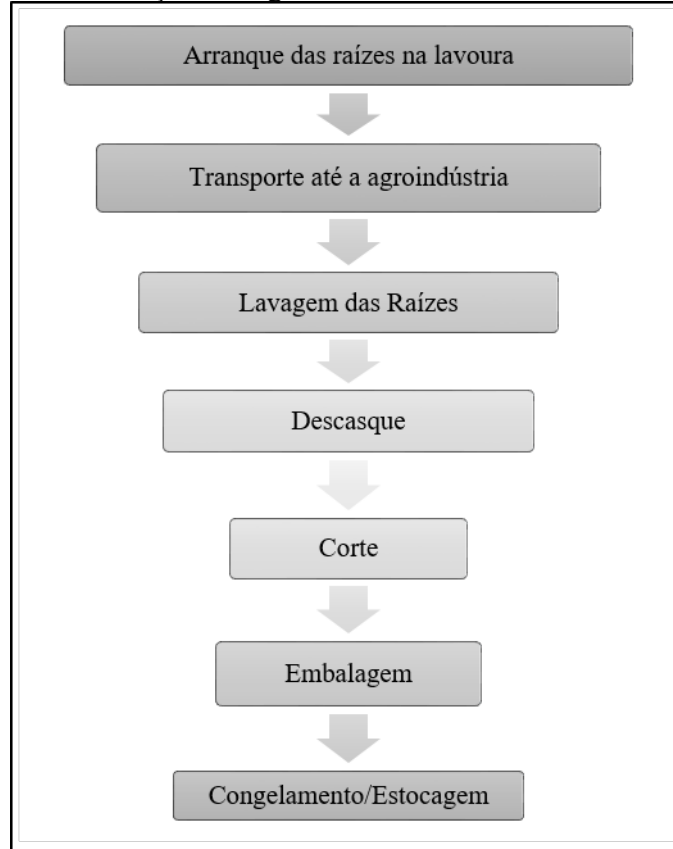 Arranque das raízes na lavoura
Transporte até a agroindústria
Lavagem das Raízes
Descasque
Corte
Embalagem
Congelamento/Estocagem